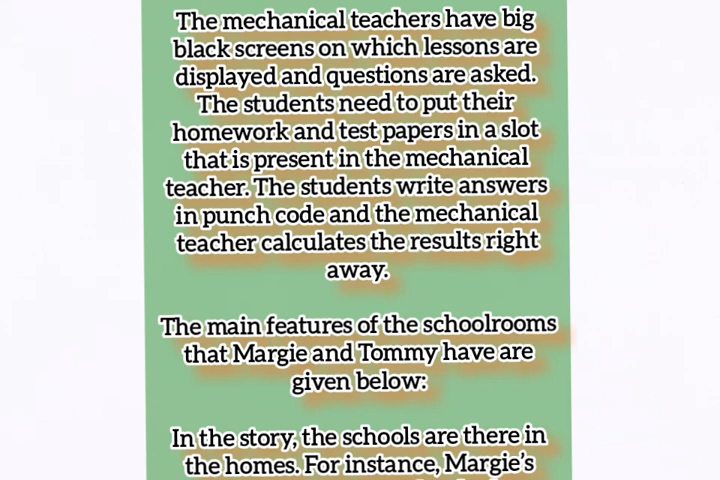 The mechanical teachers have big
black screens on which lessons are
displayed and questions are asked.
The students need to put their
homework and test papers in a slot
that is present in the mechanical
teacher. The students write answers
in punch code and the mechanical
teacher calculates the results right
away.
The main features of the schoolrooms
that Margie and Tommy have are
given below:
In the story, the schools are there in
the homes. For instance, Margie's